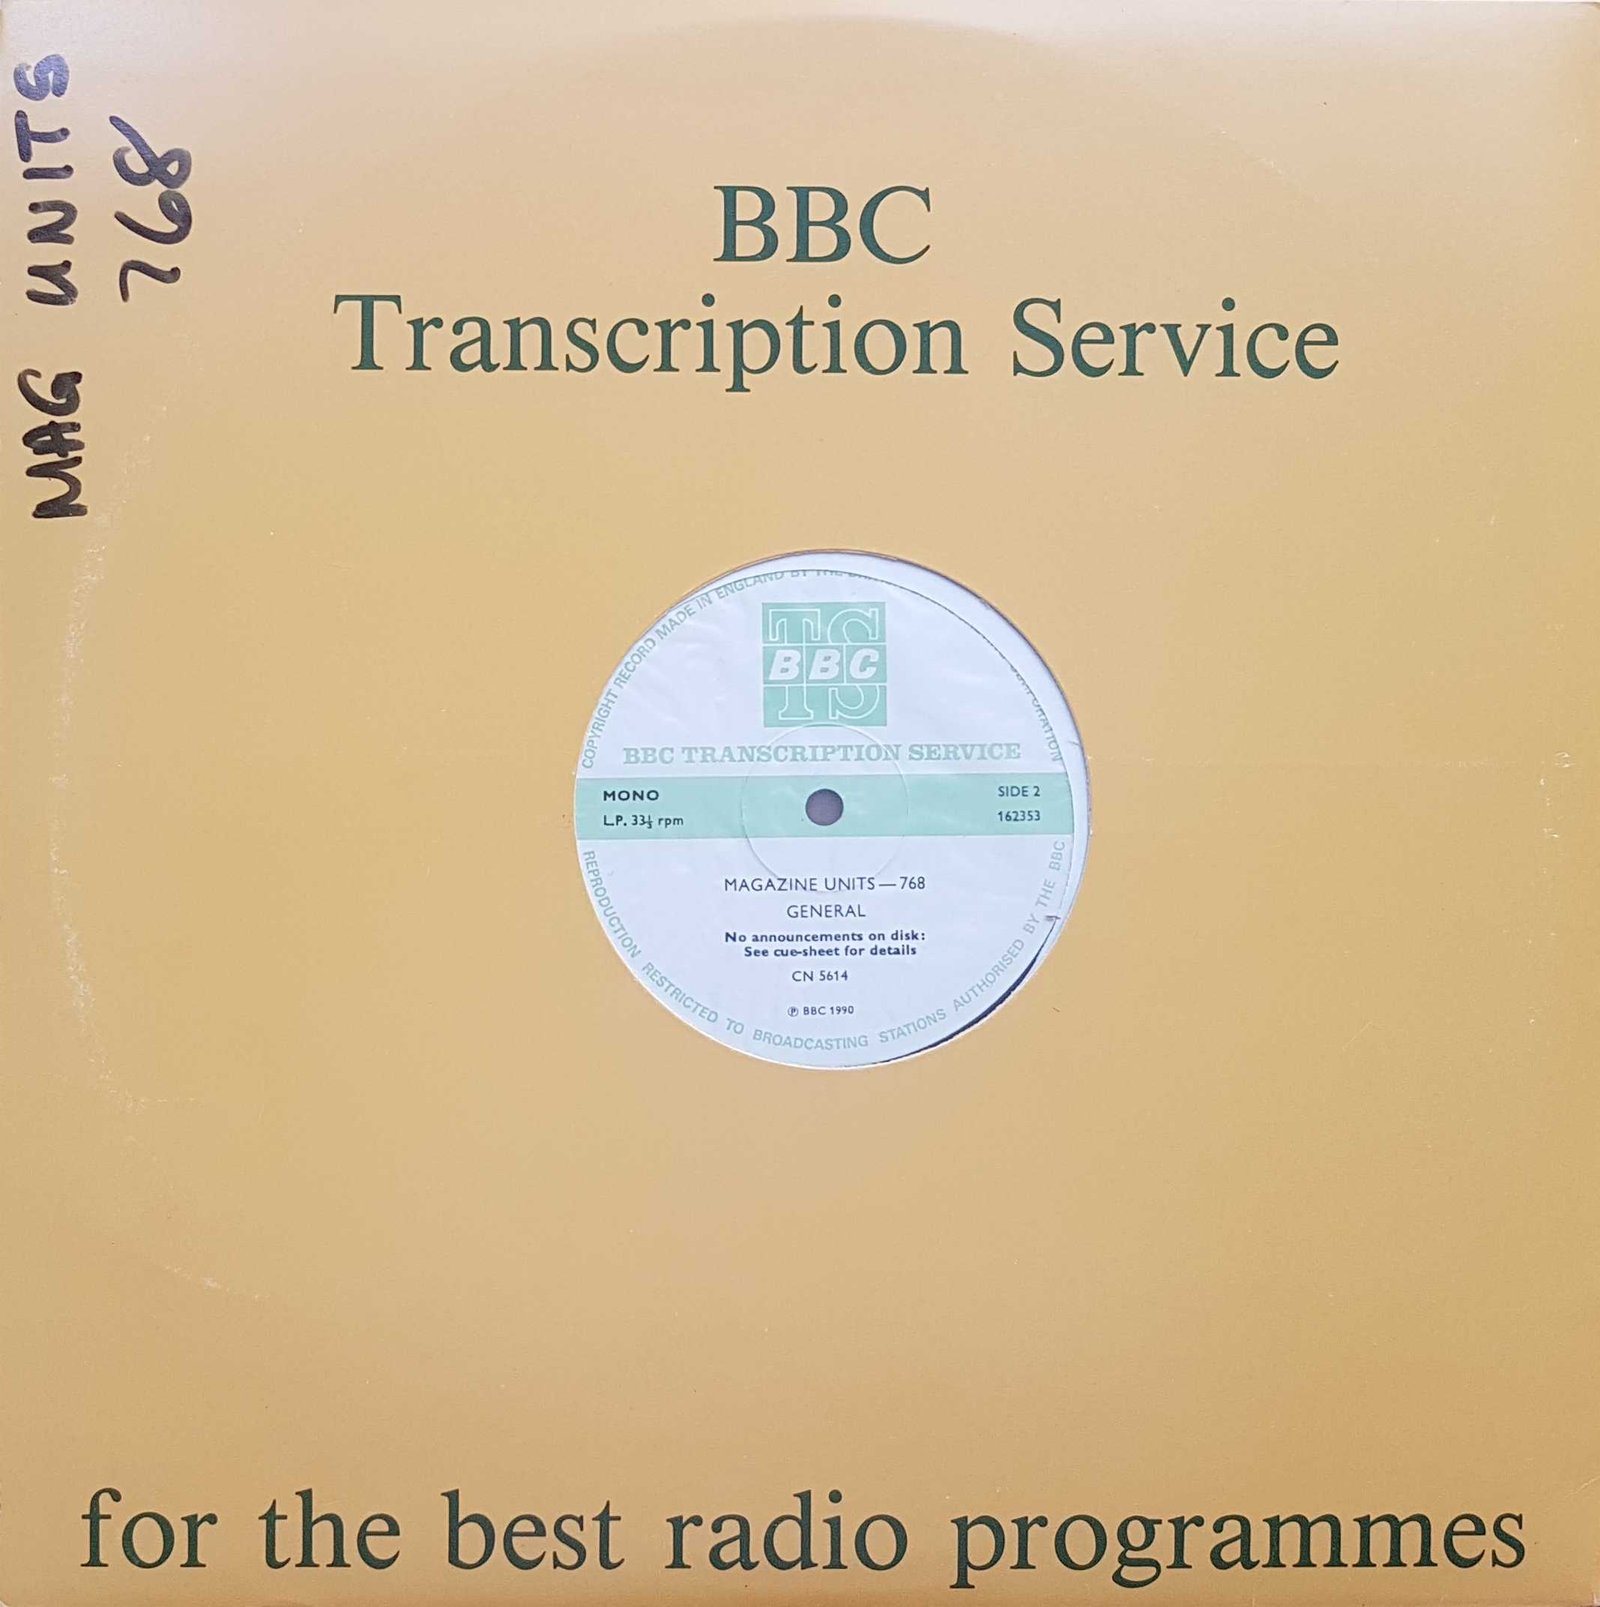 MAG UNITS
768
BBC
Transcription Service
COPYRIGHT RECORD MADE IN ENGLAND BY THE
TS
BBC
TS
BBC TRANSCRIPTION SERVICE
MONO
L.P. 33⅓ rpm
SIDE 2
162353
MAGAZINE UNITS—768
GENERAL
No announcements on disk:
See cue-sheet for details
CN 5614
℗ BBC 1990
REPRODUCTION RESTRICTED TO BROADCASTING STATIONS AUTHORISED BY THE BBC
for the best radio programmes